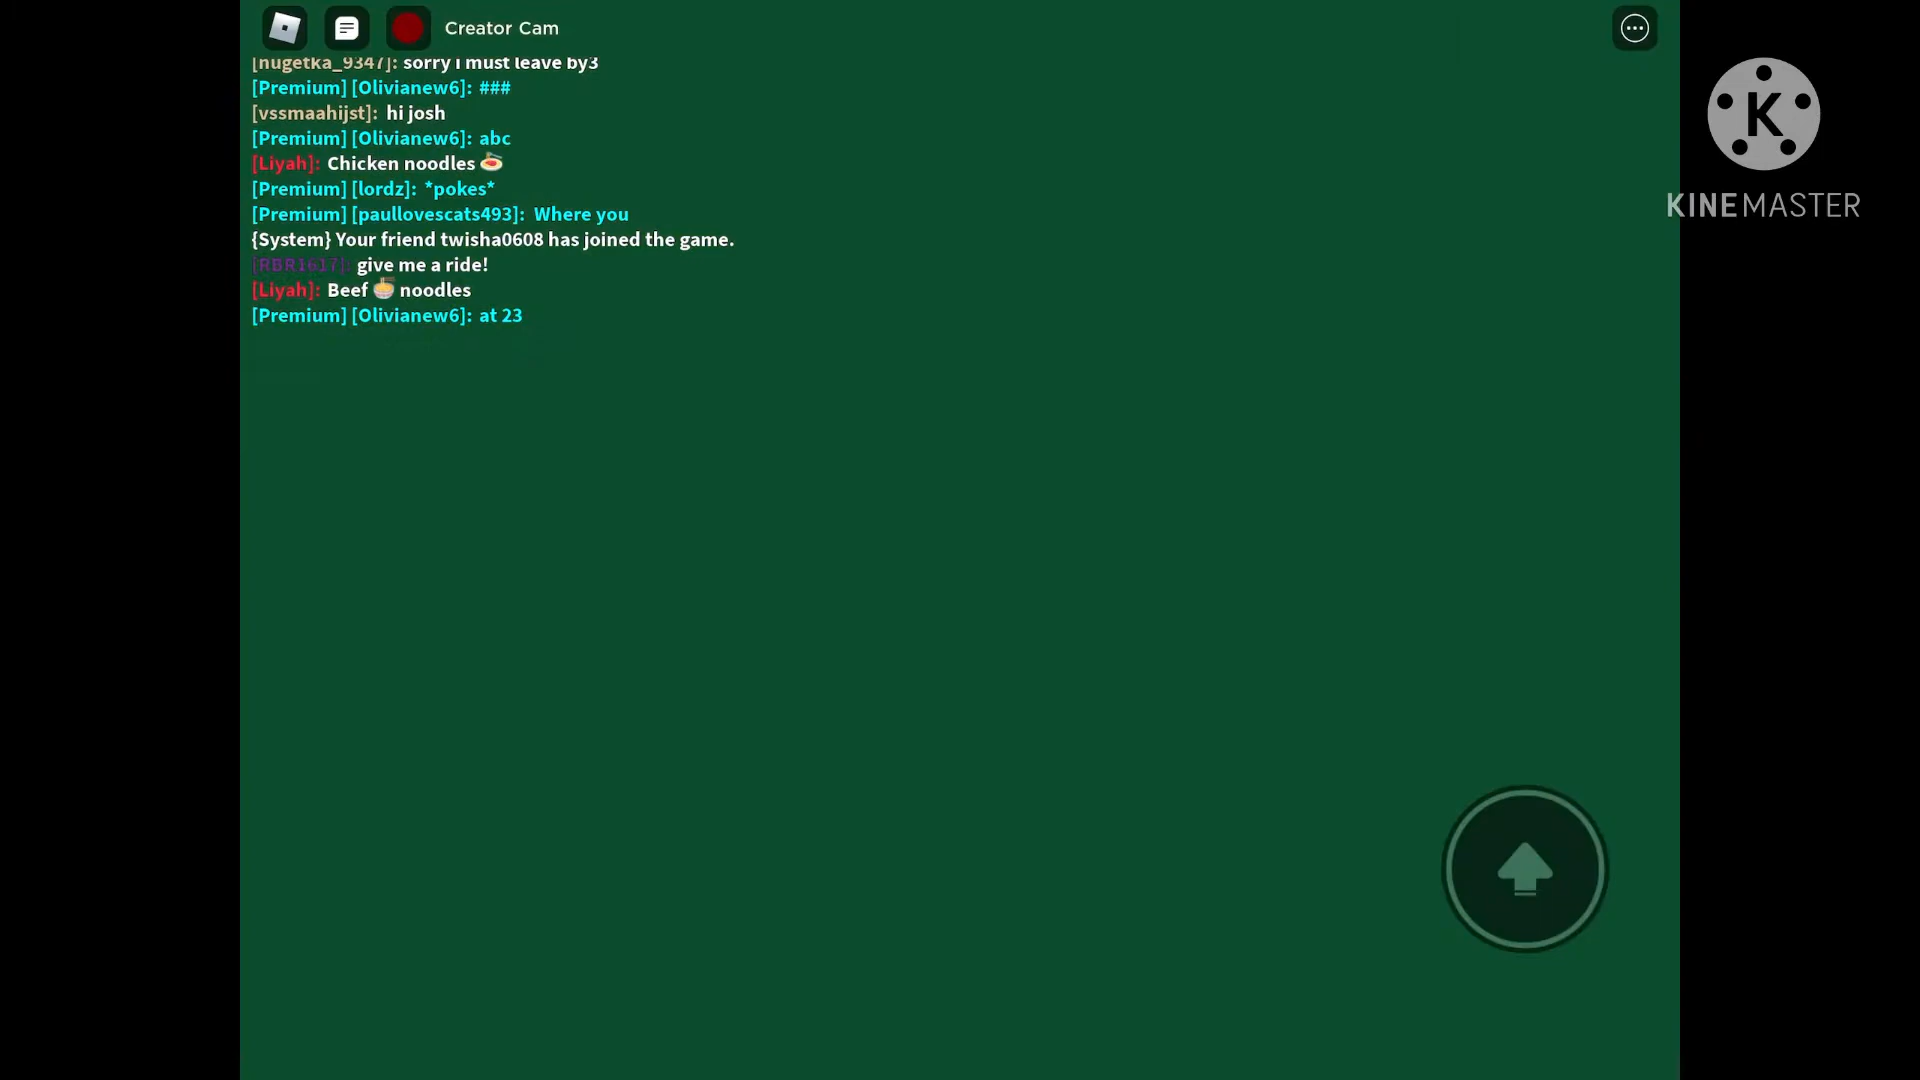 Creator Cam
[nugetka_9347]: sorry i must leave by3
[Premium] [Olivianew6]: ###
[vssmaahijst]: hi josh
[Premium] [Olivianew6]: abc
[Liyah]: Chicken noodles 🍝
[Premium] [lordz]: *pokes*
[Premium] [paullovescats493]: Where you
{System} Your friend twisha0608 has joined the game.
[RBR1617]: give me a ride!
[Liyah]: Beef 🍜 noodles
[Premium] [Olivianew6]: at 23
K
KINEMASTER